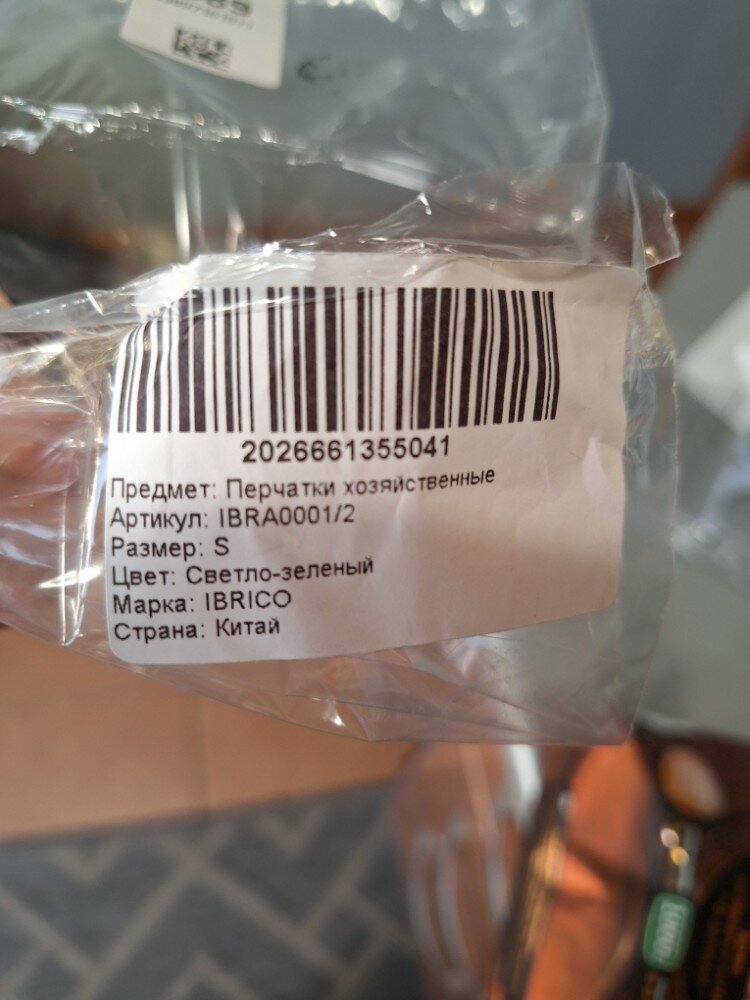 2026661355041
Предмет: Перчатки хозяйственные
Артикул: IBRA0001/2
Размер: S
Цвет: Светло-зеленый
Марка: IBRICO
Страна: Китай